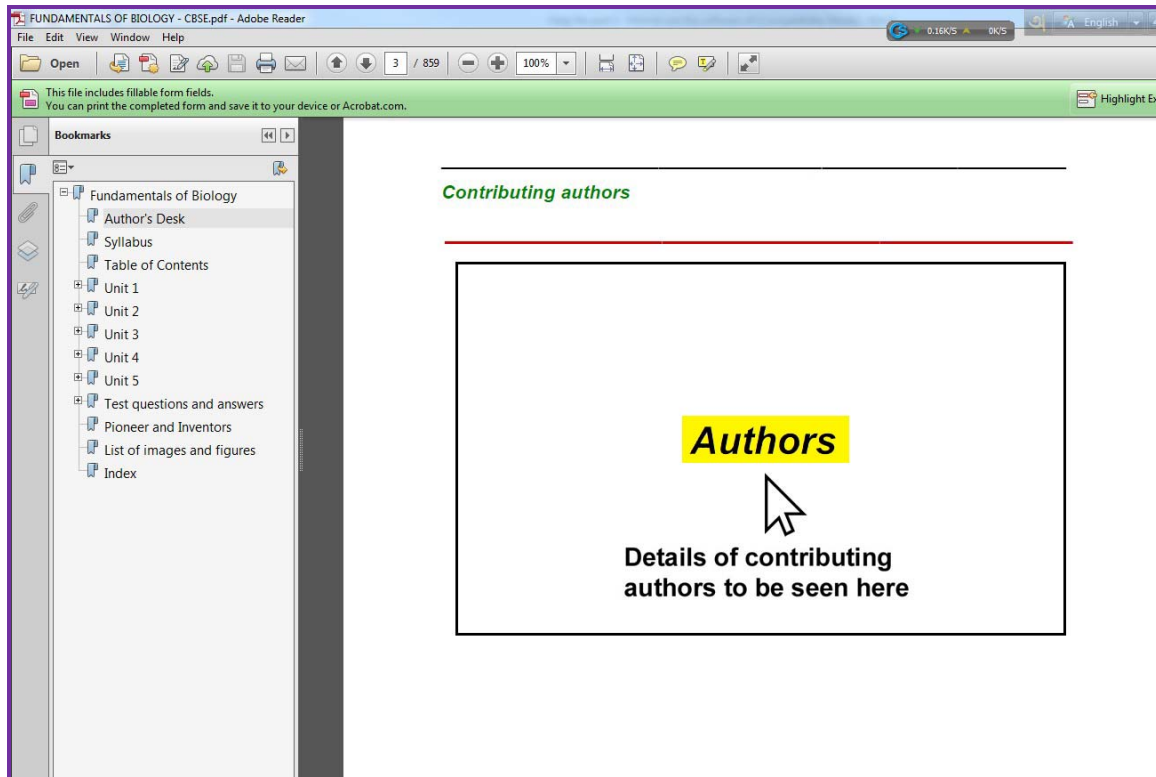 FUNDAMENTALS OF BIOLOGY - CBSE.pdf - Adobe Reader
0.16K/S 0K/S
English
File Edit View Window Help
Open 3 / 859 100%
This file includes fillable form fields.
You can print the completed form and save it to your device or Acrobat.com.
Highlight Ex
Bookmarks
Fundamentals of Biology
Author's Desk
Syllabus
Table of Contents
Unit 1
Unit 2
Unit 3
Unit 4
Unit 5
Test questions and answers
Pioneer and Inventors
List of images and figures
Index
Contributing authors
Authors
Details of contributing
authors to be seen here